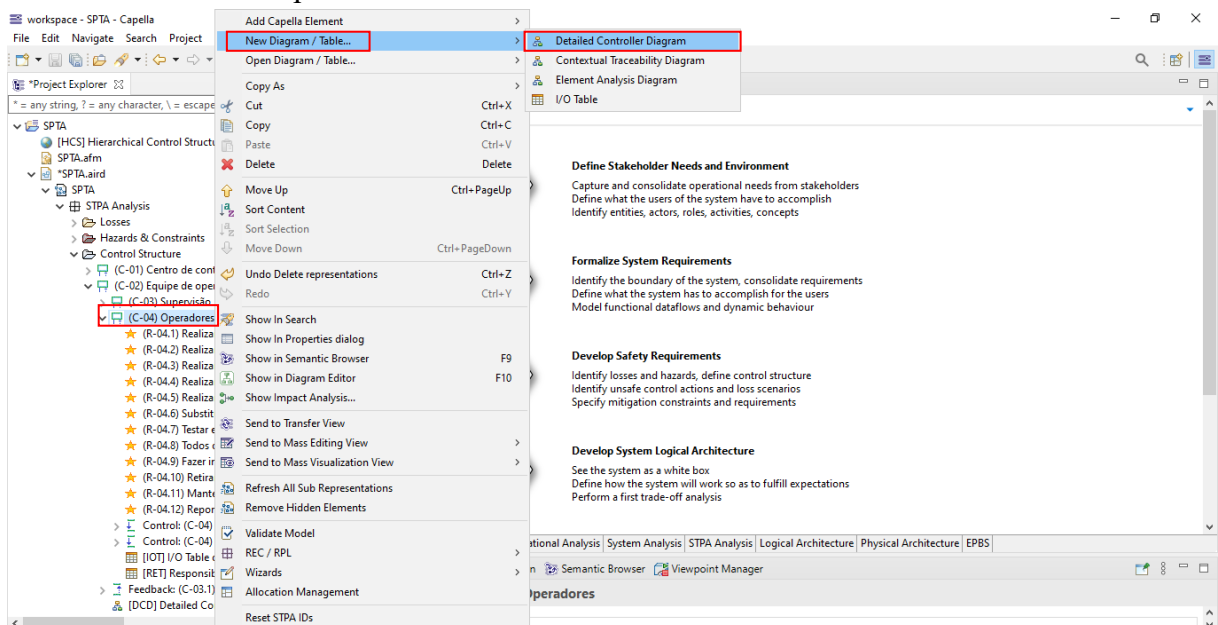 workspace - SPTA - Capella
File Edit Navigate Search Project
*Project Explorer
* = any string, ? = any character, \ = escape
SPTA
[HCS] Hierarchical Control Structu
SPTA.afm
*SPTA.aird
SPTA
STPA Analysis
Losses
Hazards & Constraints
Control Structure
(C-01) Centro de cont
(C-02) Equipe de oper
(C-03) Supervisão
(C-04) Operadores
(R-04.1) Realiza
(R-04.2) Realiza
(R-04.3) Realiza
(R-04.4) Realiza
(R-04.5) Realiza
(R-04.6) Substit
(R-04.7) Testar e
(R-04.8) Todos
(R-04.9) Fazer ir
(R-04.10) Retira
(R-04.11) Mante
(R-04.12) Repor
Control: (C-04)
Control: (C-04)
[IOT] I/O Table
[RET] Responsib
Feedback: (C-03.1)
[DCD] Detailed Co
Add Capella Element
New Diagram / Table...
Open Diagram / Table...
Copy As
Cut Ctrl+X
Copy Ctrl+C
Paste Ctrl+V
Delete Delete
Move Up Ctrl+PageUp
Sort Content
Sort Selection
Move Down Ctrl+PageDown
Undo Delete representations Ctrl+Z
Redo Ctrl+Y
Show In Search
Show In Properties dialog
Show in Semantic Browser F9
Show in Diagram Editor F10
Show Impact Analysis...
Send to Transfer View
Send to Mass Editing View
Send to Mass Visualization View
Refresh All Sub Representations
Remove Hidden Elements
Validate Model
REC / RPL
Wizards
Allocation Management
Reset STPA IDs
Detailed Controller Diagram
Contextual Traceability Diagram
Element Analysis Diagram
I/O Table
Define Stakeholder Needs and Environment
Capture and consolidate operational needs from stakeholders
Define what the users of the system have to accomplish
Identify entities, actors, roles, activities, concepts
Formalize System Requirements
Identify the boundary of the system, consolidate requirements
Define what the system has to accomplish for the users
Model functional dataflows and dynamic behaviour
Develop Safety Requirements
Identify losses and hazards, define control structure
Identify unsafe control actions and loss scenarios
Specify mitigation constraints and requirements
Develop System Logical Architecture
See the system as a white box
Define how the system will work so as to fulfill expectations
Perform a first trade-off analysis
ational Analysis System Analysis STPA Analysis Logical Architecture Physical Architecture EPBS
n Semantic Browser Viewpoint Manager
Operadores